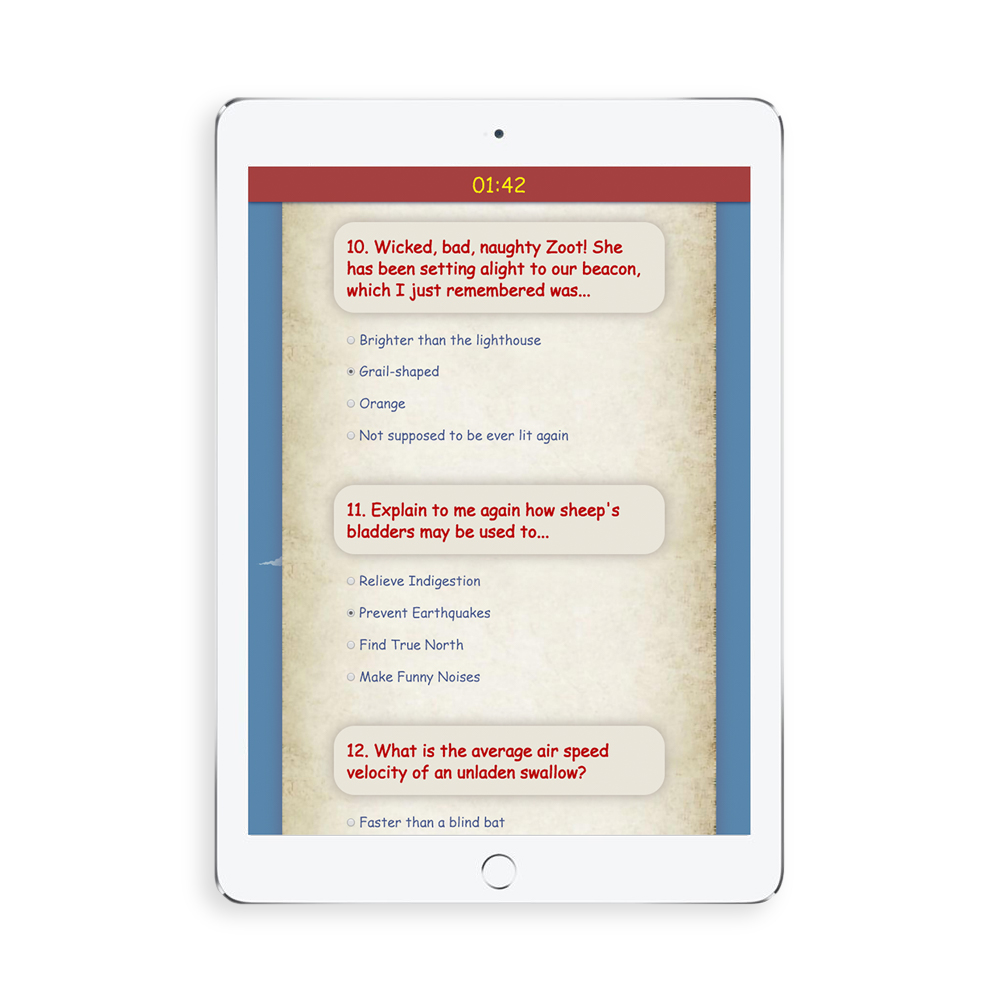 01:42
10. Wicked, bad, naughty Zoot! She
has been setting alight to our beacon,
which I just remembered was...
Brighter than the lighthouse
Grail-shaped
Orange
Not supposed to be ever lit again
11. Explain to me again how sheep's
bladders may be used to...
Relieve Indigestion
Prevent Earthquakes
Find True North
Make Funny Noises
12. What is the average air speed
velocity of an unladen swallow?
Faster than a blind bat